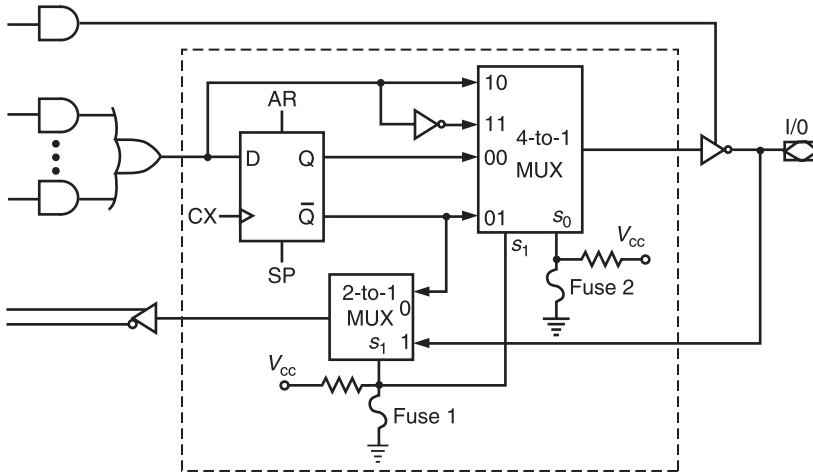 AR
D
Q
CX
Q̅
SP
10
11
00
01
4-to-1
MUX
s₀
s₁
I/0
Vcc
Fuse 2
2-to-1
MUX
0
s₁
1
Vcc
Fuse 1